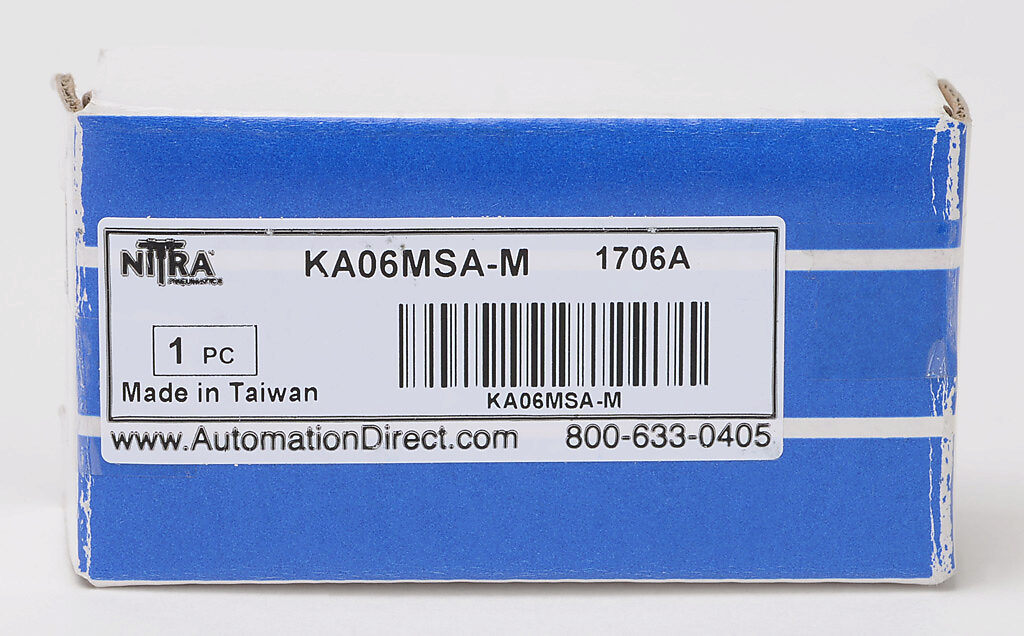 NITRA KA06MSA-M 1706A
PNEUMATICS
1 PC
KA06MSA-M
Made in Taiwan
www.AutomationDirect.com 800-633-0405